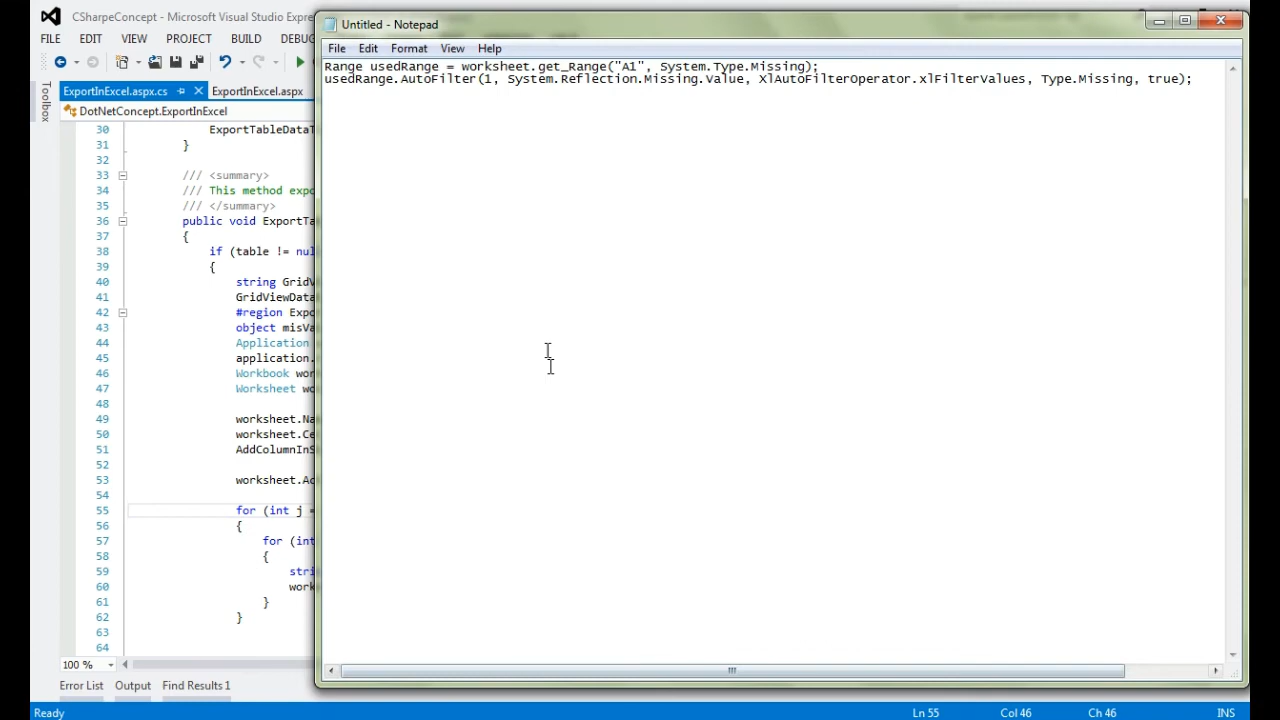 CSharpeConcept - Microsoft Visual Studio Expre
Untitled - Notepad
FILE EDIT VIEW PROJECT BUILD DEBU
File Edit Format View Help
ExportInExcel.aspx.cs ExportInExcel.aspx
Toolbox
DotNetConcept.ExportInExcel
Range usedRange = worksheet.get_Range("A1", System.Type.Missing);
usedRange.AutoFilter(1, System.Reflection.Missing.Value, XlAutoFilterOperator.xlFilterValues, Type.Missing, true);
30 ExportTableDataT
31 }
32
33 /// <summary>
34 /// This method expo
35 /// </summary>
36 public void ExportTa
37 {
38 if (table != nul
39 {
40 string GridV
41 GridViewData
42 #region Expo
43 object misVa
44 Application
45 application.
46 Workbook wor
47 Worksheet wo
48
49 worksheet.Na
50 worksheet.Ce
51 AddColumnInS
52
53 worksheet.Ac
54
55 for (int j =
56 {
57 for (int
58 {
59 stri
60 work
61 }
62 }
63
64
100 %
Error List Output Find Results 1
Ready Ln 55 Col 46 Ch 46 INS